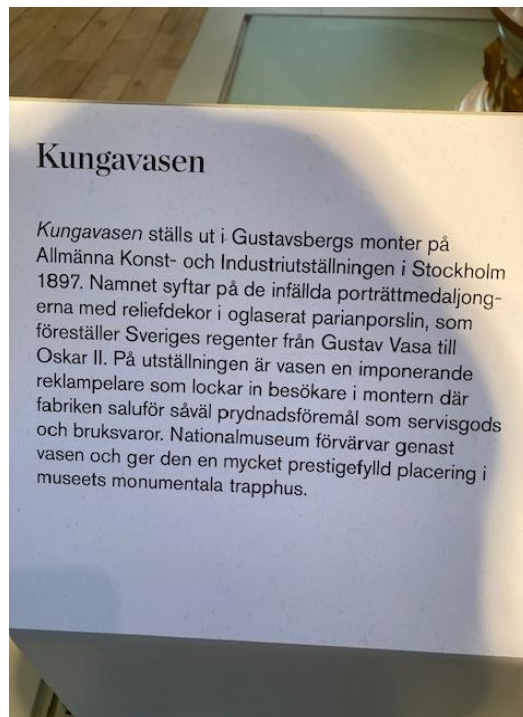 Kungavasen
Kungavasen ställs ut i Gustavsbergs monter på
Allmänna Konst- och Industriutställningen i Stockholm
1897. Namnet syftar på de infällda porträttmedaljong-
erna med reliefdekor i oglaserat parianporslin, som
föreställer Sveriges regenter från Gustav Vasa till
Oskar II. På utställningen är vasen en imponerande
reklampelare som lockar in besökare i montern där
fabriken saluför såväl prydnadsföremål som servisgods
och bruksvaror. Nationalmuseum förvärvar genast
vasen och ger den en mycket prestigefylld placering i
museets monumentala trapphus.